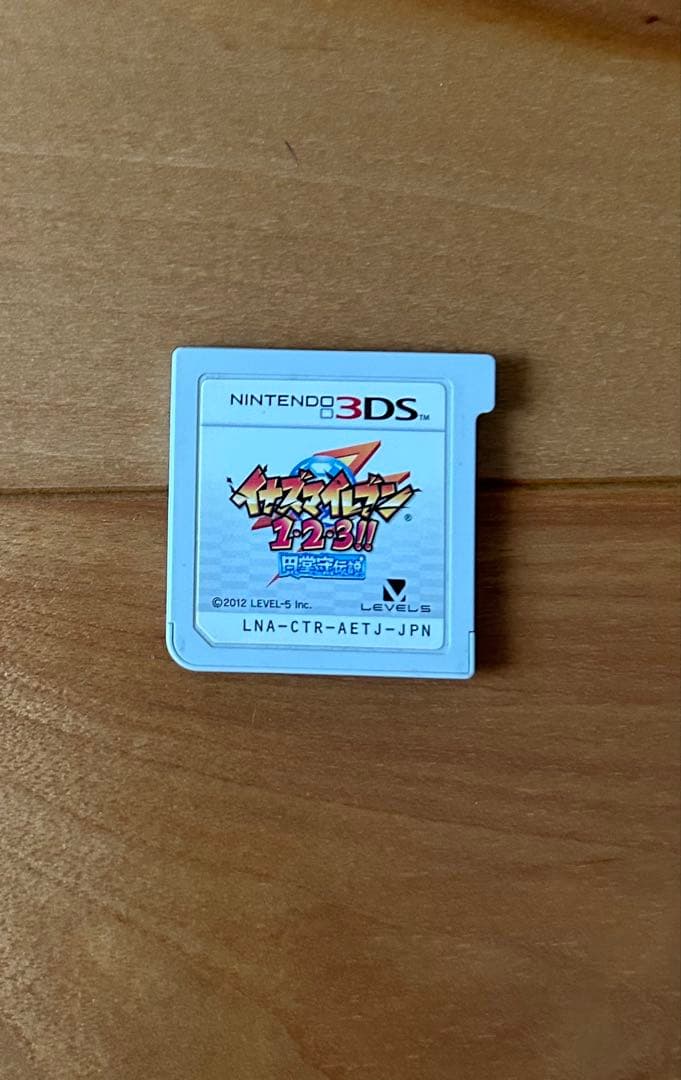 NINTENDO 3DS™
イナズマイレブン®
1・2・3!!
円堂守伝説
©2012 LEVEL-5 Inc.
LEVEL5
LNA-CTR-AETJ-JPN